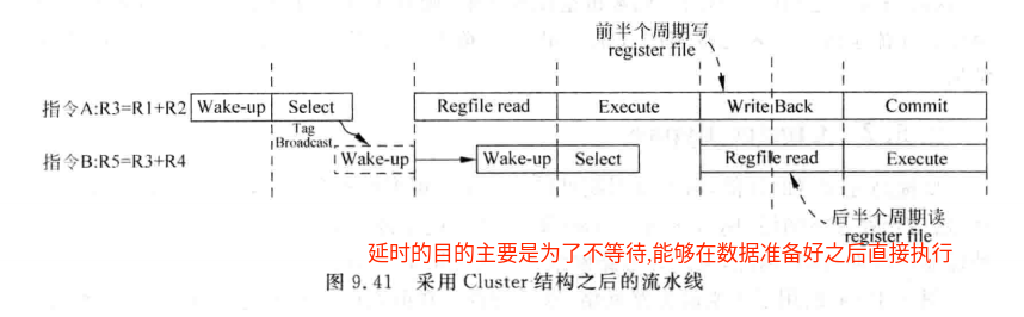 前半个周期写
register file
指令A:R3=R1+R2 Wake-up Select Regfile read Execute Write Back Commit
Tag
Broadcast
指令B:R5=R3+R4 Wake-up Wake-up Select Regfile read Execute
后半个周期读
register file
延时的目的主要是为了不等待,能够在数据准备好之后直接执行
图 9.41 采用 Cluster 结构之后的流水线